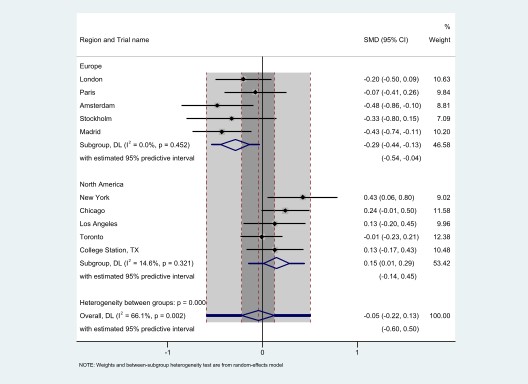 %
Region and Trial name SMD (95% CI) Weight
Europe
London -0.20 (-0.50, 0.09) 10.63
Paris -0.07 (-0.41, 0.26) 9.84
Amsterdam -0.48 (-0.86, -0.10) 8.81
Stockholm -0.33 (-0.80, 0.15) 7.09
Madrid -0.43 (-0.74, -0.11) 10.20
Subgroup, DL (I² = 0.0%, p = 0.452) -0.29 (-0.44, -0.13) 46.58
with estimated 95% predictive interval (-0.54, -0.04)
North America
New York 0.43 (0.06, 0.80) 9.02
Chicago 0.24 (-0.01, 0.50) 11.58
Los Angeles 0.13 (-0.20, 0.45) 9.96
Toronto -0.01 (-0.23, 0.21) 12.38
College Station, TX 0.13 (-0.17, 0.43) 10.48
Subgroup, DL (I² = 14.6%, p = 0.321) 0.15 (0.01, 0.29) 53.42
with estimated 95% predictive interval (-0.14, 0.45)
Heterogeneity between groups: p = 0.000
Overall, DL (I² = 66.1%, p = 0.002) -0.05 (-0.22, 0.13) 100.00
with estimated 95% predictive interval (-0.60, 0.50)
-1 0 1
NOTE: Weights and between-subgroup heterogeneity test are from random-effects model